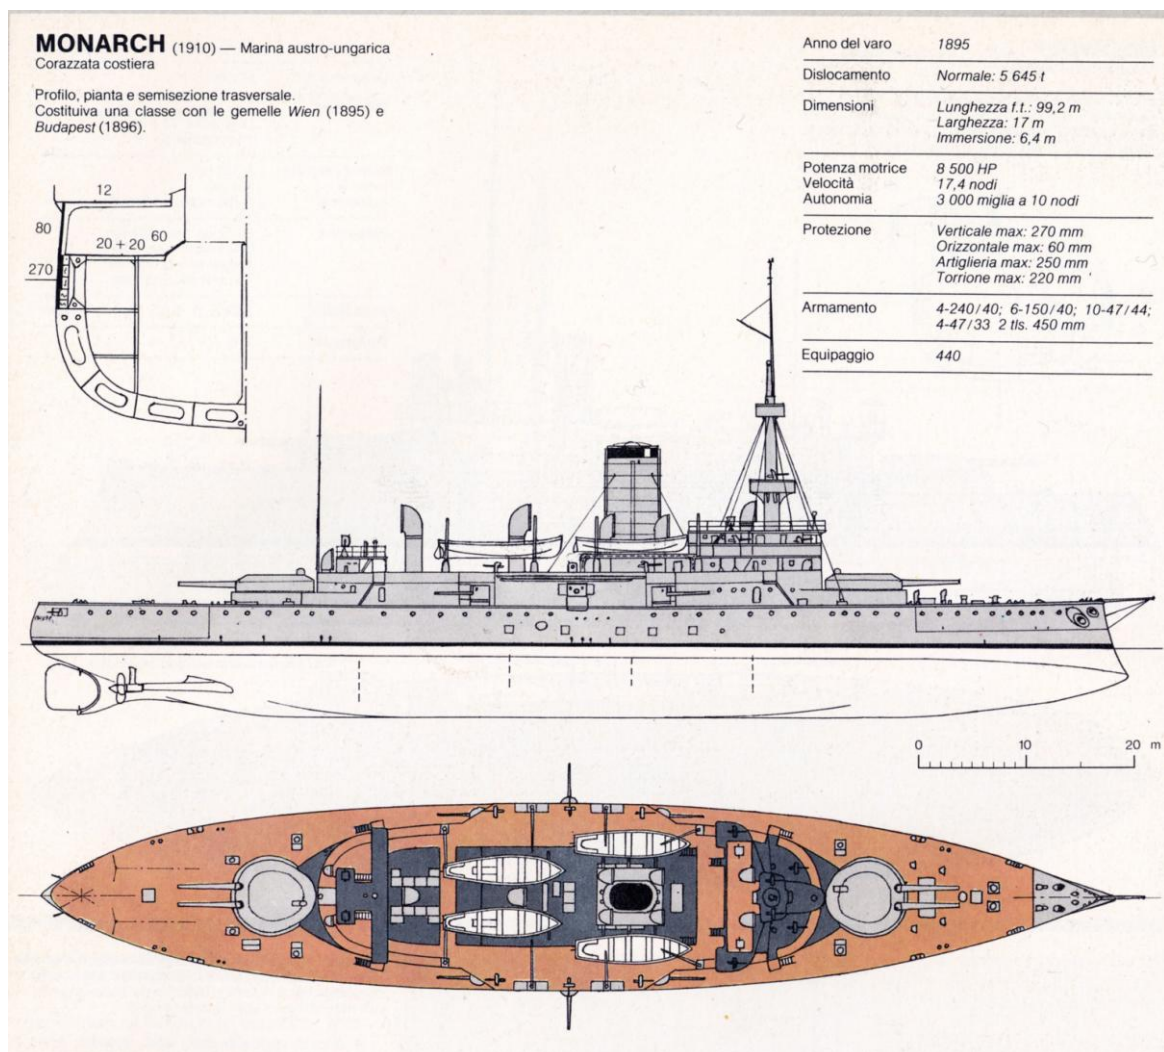 MONARCH (1910) — Marina austro-ungarica
Corazzata costiera
Profilo, pianta e semisezione trasversale.
Costituiva una classe con le gemelle Wien (1895) e
Budapest (1896).
12
80
20 + 20 60
270
Anno del varo 1895
Dislocamento Normale: 5 645 t
Dimensioni Lunghezza f.t.: 99,2 m
Larghezza: 17 m
Immersione: 6,4 m
Potenza motrice 8 500 HP
Velocità 17,4 nodi
Autonomia 3 000 miglia a 10 nodi
Protezione Verticale max: 270 mm
Orizzontale max: 60 mm
Artiglieria max: 250 mm
Torrione max: 220 mm
Armamento 4-240/40; 6-150/40; 10-47/44;
4-47/33 2 tls. 450 mm
Equipaggio 440
0 10 20 m